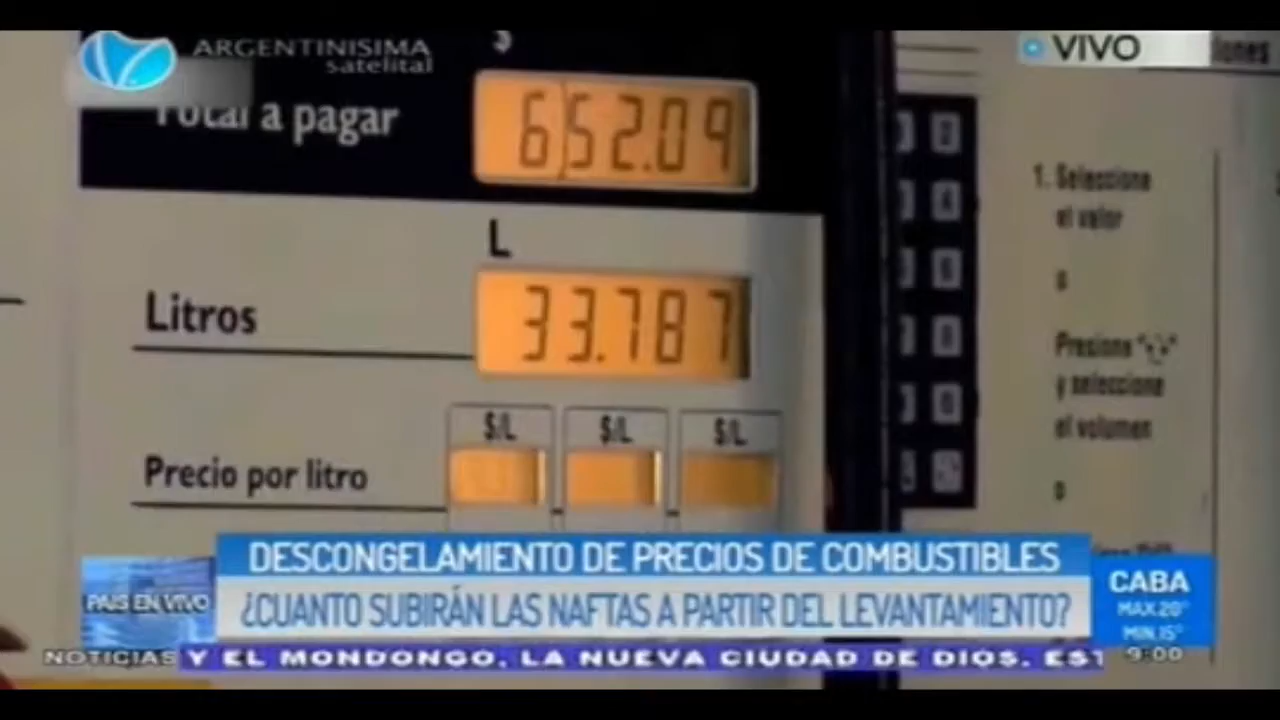 ARGENTINISIMA
satelital
VIVO
$
Total a pagar
652.09
L
Litros
33.787
$/L
$/L
$/L
Precio por litro
1. Seleccione
el valor
o
Presione
y seleccione
el volumen
o
DESCONGELAMIENTO DE PRECIOS DE COMBUSTIBLES
¿CUANTO SUBIRÁN LAS NAFTAS A PARTIR DEL LEVANTAMIENTO?
PAIS EN VIVO
CABA
MAX.20°
MIN.15°
9:00
NOTICIAS Y EL MONDONGO, LA NUEVA CIUDAD DE DIOS. EST